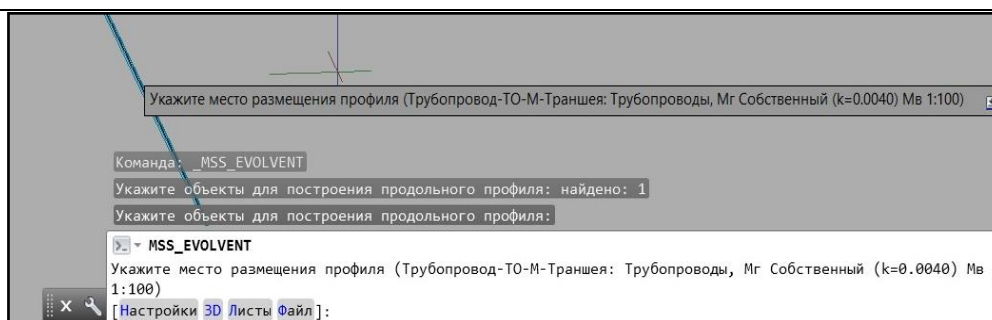 Укажите место размещения профиля (Трубопровод-ТО-М-Траншея: Трубопроводы, Мг Собственный (k=0.0040) Мв 1:100)
Команда: _MSS_EVOLVENT
Укажите объекты для построения продольного профиля: найдено: 1
Укажите объекты для построения продольного профиля:
MSS_EVOLVENT
Укажите место размещения профиля (Трубопровод-ТО-М-Траншея: Трубопроводы, Мг Собственный (k=0.0040) Мв
1:100)
[Настройки 3D Листы Файл]: